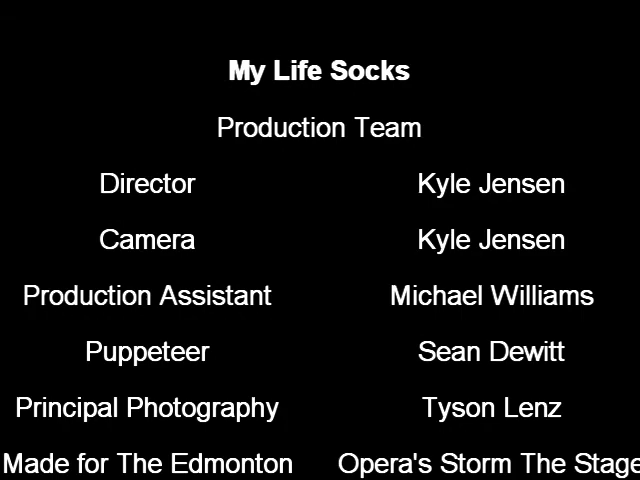 My Life Socks
Production Team
Director Kyle Jensen
Camera Kyle Jensen
Production Assistant Michael Williams
Puppeteer Sean Dewitt
Principal Photography Tyson Lenz
Made for The Edmonton Opera's Storm The Stage